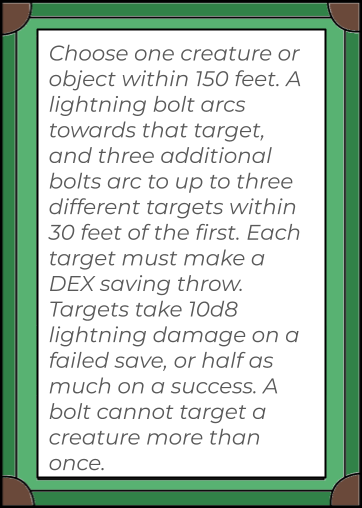 Choose one creature or
object within 150 feet. A
lightning bolt arcs
towards that target,
and three additional
bolts arc to up to three
different targets within
30 feet of the first. Each
target must make a
DEX saving throw.
Targets take 10d8
lightning damage on a
failed save, or half as
much on a success. A
bolt cannot target a
creature more than
once.